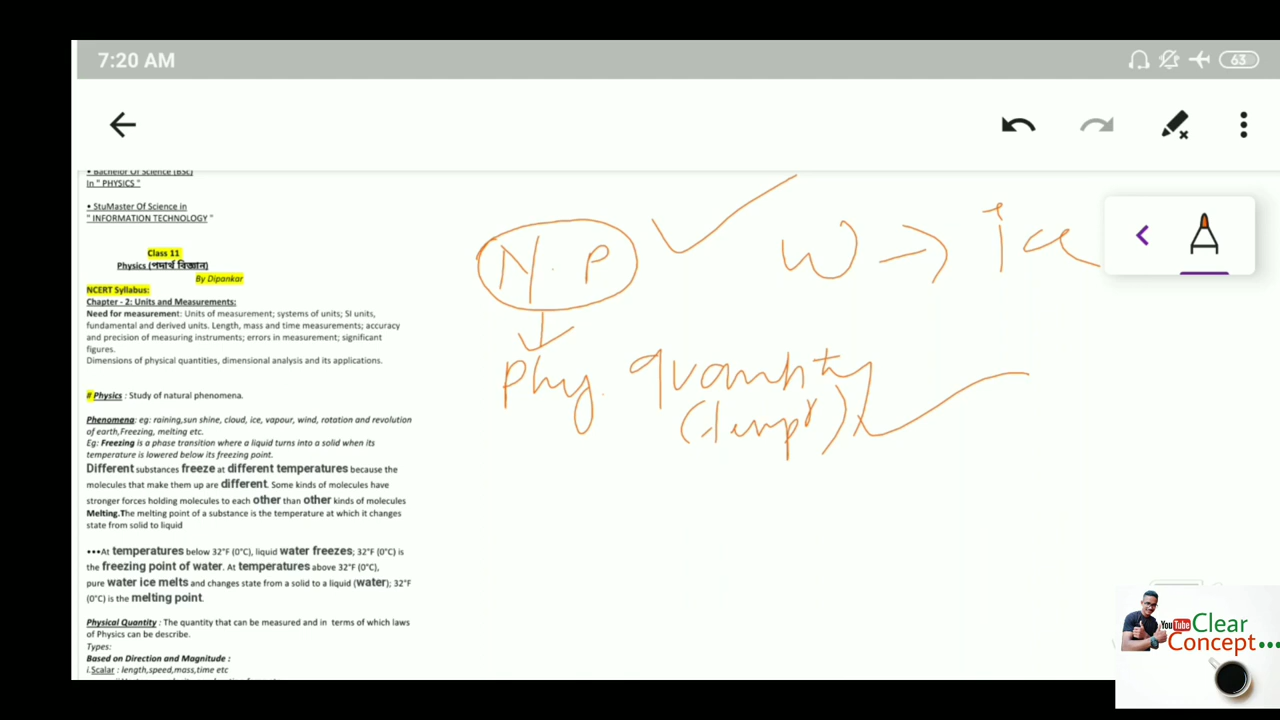 7:20 AM
63
• Bachelor Of Science (BSc)
In " PHYSICS "
• StuMaster Of Science in
" INFORMATION TECHNOLOGY "
Class 11
Physics (পদার্থ বিজ্ঞান)
By Dipankar
NCERT Syllabus:
Chapter - 2: Units and Measurements:
Need for measurement: Units of measurement; systems of units; SI units,
fundamental and derived units. Length, mass and time measurements; accuracy
and precision of measuring instruments; errors in measurement; significant
figures.
Dimensions of physical quantities, dimensional analysis and its applications.
# Physics : Study of natural phenomena.
Phenomena: eg: raining,sun shine, cloud, ice, vapour, wind, rotation and revolution
of earth,Freezing, melting etc.
Eg: Freezing is a phase transition where a liquid turns into a solid when its
temperature is lowered below its freezing point.
Different substances freeze at different temperatures because the
molecules that make them up are different. Some kinds of molecules have
stronger forces holding molecules to each other than other kinds of molecules
Melting.The melting point of a substance is the temperature at which it changes
state from solid to liquid
•••At temperatures below 32°F (0°C), liquid water freezes; 32°F (0°C) is
the freezing point of water. At temperatures above 32°F (0°C),
pure water ice melts and changes state from a solid to a liquid (water); 32°F
(0°C) is the melting point.
Physical Quantity : The quantity that can be measured and in terms of which laws
of Physics can be describe.
Types:
Based on Direction and Magnitude :
i.Scalar : length,speed,mass,time etc
N. P W → ice
Phy. quantity
(tempr)
YouTube Clear
Concept...